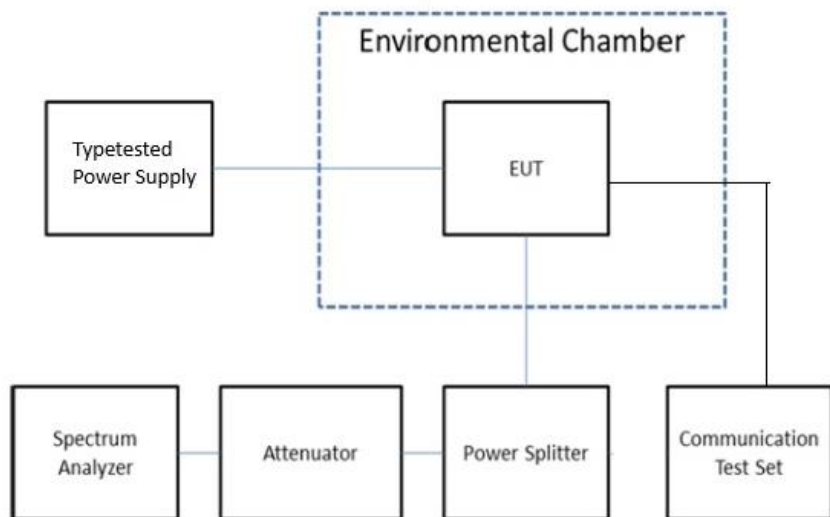 Environmental Chamber
Typetested
Power Supply
EUT
Spectrum
Analyzer
Attenuator
Power Splitter
Communication
Test Set